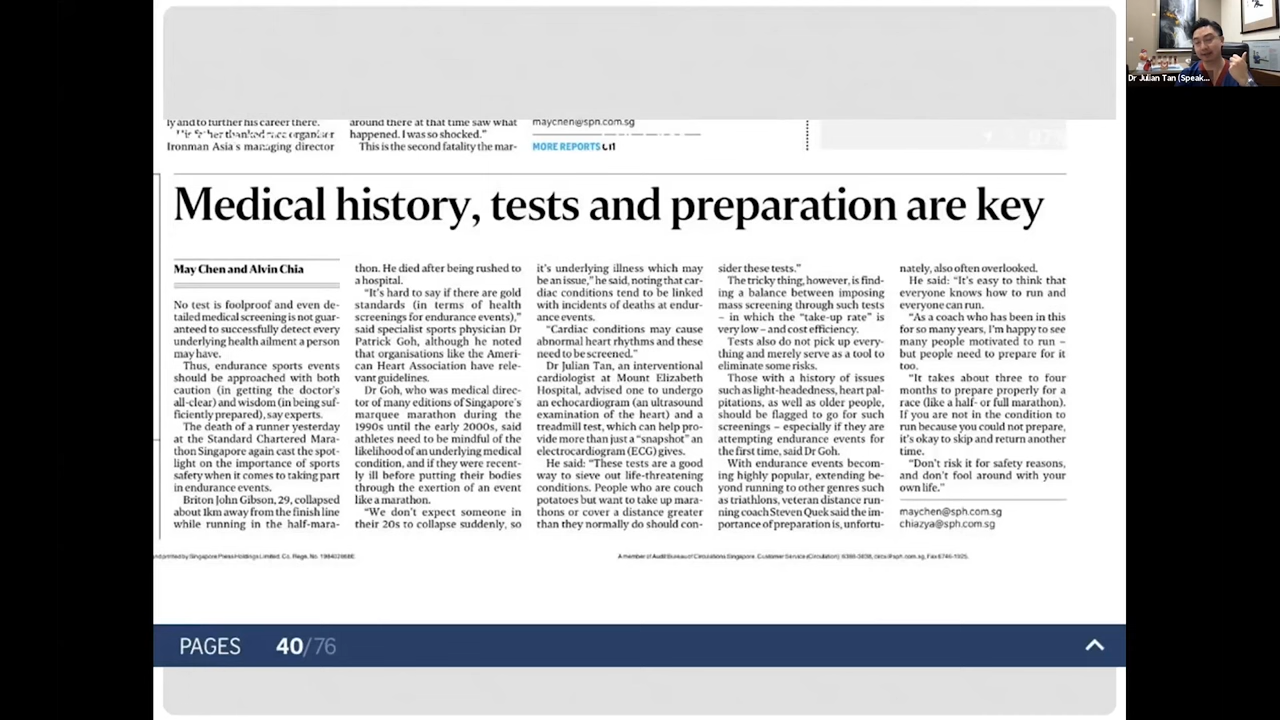 ly and to further his career there.
His father thanked race organiser
Ironman Asia's managing director
around there at that time saw what
happened. I was so shocked."
This is the second fatality the mar-
maychen@sph.com.sg
MORE REPORTS
97%
Dr Julian Tan (Speak...
Medical history, tests and preparation are key
May Chen and Alvin Chia
No test is foolproof and even de-
tailed medical screening is not guar-
anteed to successfully detect every
underlying health ailment a person
may have.
Thus, endurance sports events
should be approached with both
caution (in getting the doctor's
all-clear) and wisdom (in being suf-
ficiently prepared), say experts.
The death of a runner yesterday
at the Standard Chartered Mara-
thon Singapore again cast the spot-
light on the importance of sports
safety when it comes to taking part
in endurance events.
Briton John Gibson, 29, collapsed
about 1km away from the finish line
while running in the half-mara-
thon. He died after being rushed to
a hospital.
"It's hard to say if there are gold
standards (in terms of health
screenings for endurance events),"
said specialist sports physician Dr
Patrick Goh, although he noted
that organisations like the Ameri-
can Heart Association have rele-
vant guidelines.
Dr Goh, who was medical direc-
tor of many editions of Singapore's
marquee marathon during the
1990s until the early 2000s, said
athletes need to be mindful of the
likelihood of an underlying medical
condition, and if they were recent-
ly ill before putting their bodies
through the exertion of an event
like a marathon.
"We don't expect someone in
their 20s to collapse suddenly, so
it's underlying illness which may
be an issue," he said, noting that car-
diac conditions tend to be linked
with incidents of deaths at endur-
ance events.
"Cardiac conditions may cause
abnormal heart rhythms and these
need to be screened."
Dr Julian Tan, an interventional
cardiologist at Mount Elizabeth
Hospital, advised one to undergo
an echocardiogram (an ultrasound
examination of the heart) and a
treadmill test, which can help pro-
vide more than just a "snapshot" an
electrocardiogram (ECG) gives.
He said: "These tests are a good
way to sieve out life-threatening
conditions. People who are couch
potatoes but want to take up mara-
thons or cover a distance greater
than they normally do should con-
sider these tests."
The tricky thing, however, is find-
ing a balance between imposing
mass screening through such tests
– in which the "take-up rate" is
very low – and cost efficiency.
Tests also do not pick up every-
thing and merely serve as a tool to
eliminate some risks.
Those with a history of issues
such as light-headedness, heart pal-
pitations, as well as older people,
should be flagged to go for such
screenings – especially if they are
attempting endurance events for
the first time, said Dr Goh.
With endurance events becom-
ing highly popular, extending be-
yond running to other genres such
as triathlons, veteran distance run-
ning coach Steven Quek said the im-
portance of preparation is, unfortu-
nately, also often overlooked.
He said: "It's easy to think that
everyone knows how to run and
everyone can run.
"As a coach who has been in this
for so many years, I'm happy to see
many people motivated to run –
but people need to prepare for it
too.
"It takes about three to four
months to prepare properly for a
race (like a half- or full marathon).
If you are not in the condition to
run because you could not prepare,
it's okay to skip and return another
time.
"Don't risk it for safety reasons,
and don't fool around with your
own life."
maychen@sph.com.sg
chiazya@sph.com.sg
and printed by Singapore Press Holdings Limited. Co. Regn. No.
A member of Audit Bureau of Circulations Singapore. Customer Service (Circulation):
PAGES 40/76